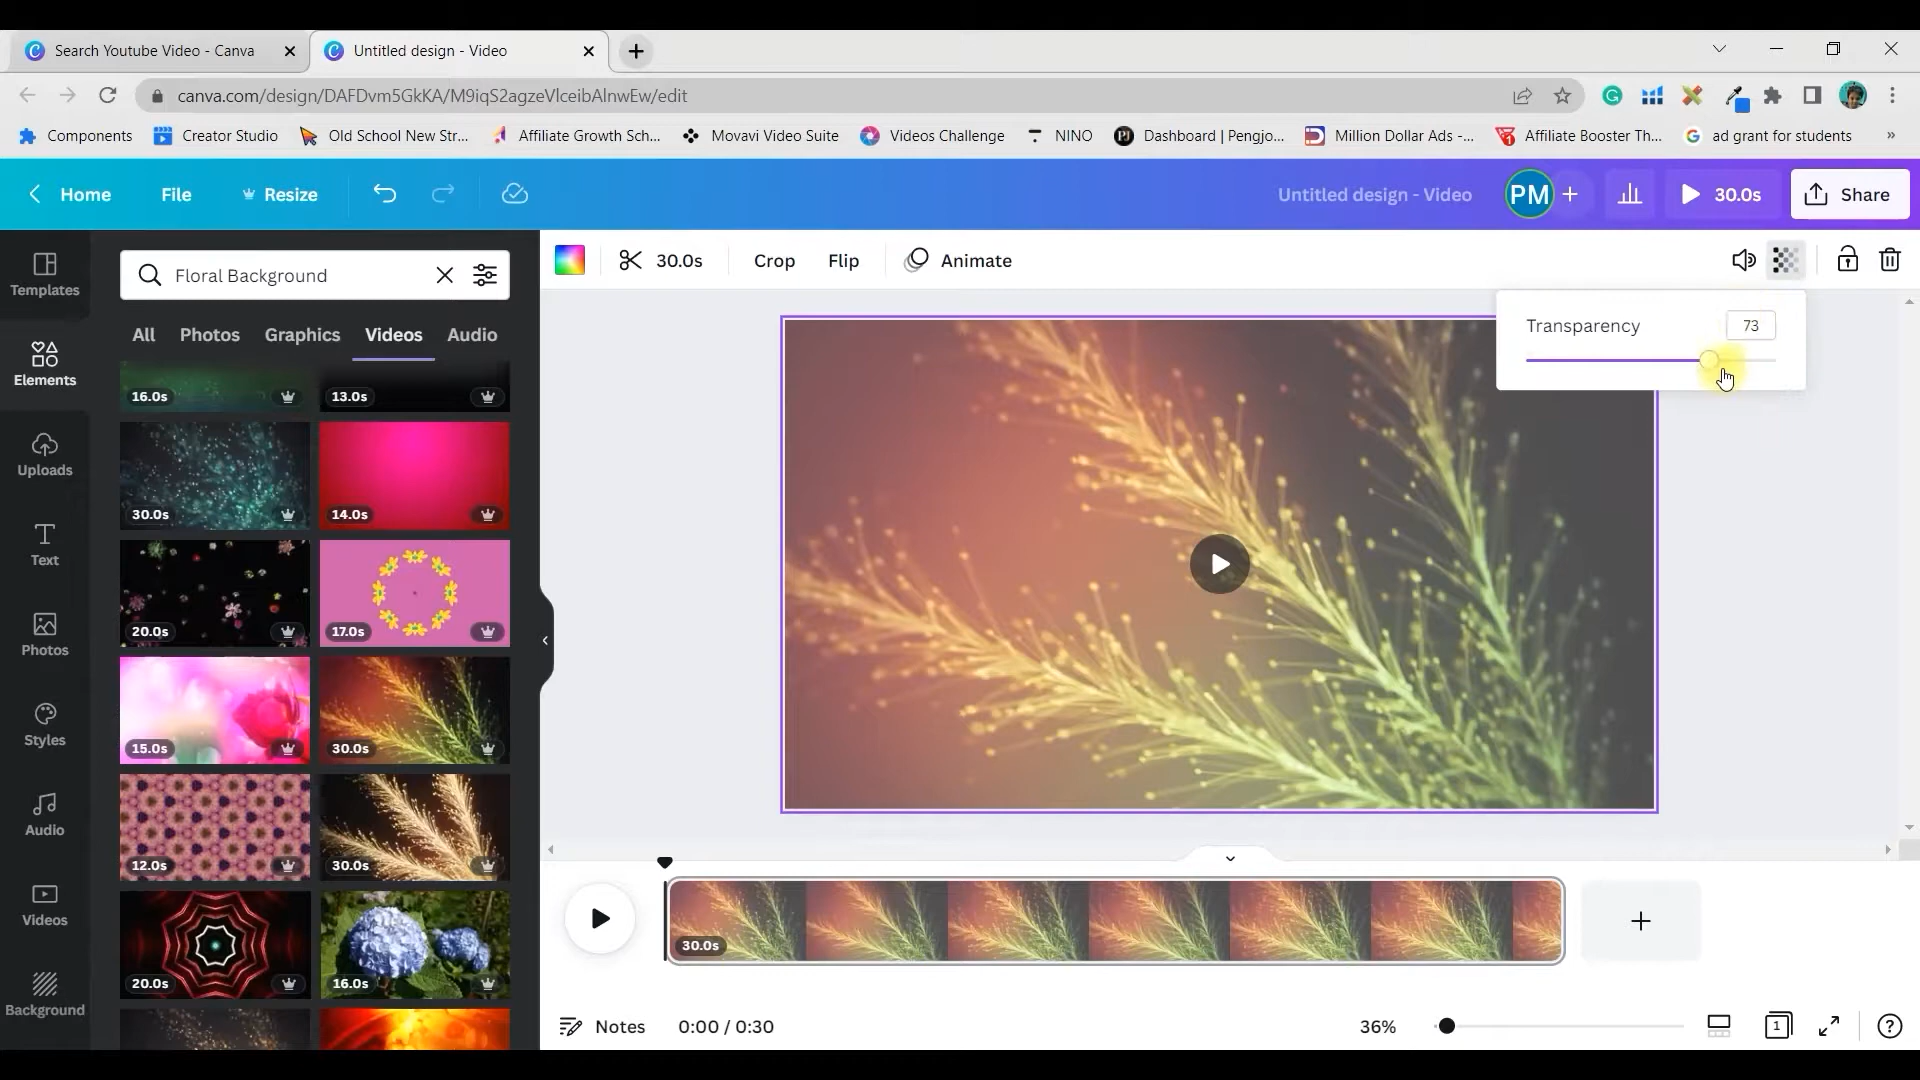 Search Youtube Video - Canva
Untitled design - Video
canva.com/design/DAFDvm5GkKA/M9iqS2agzeVlceibAlnwEw/edit
Components
Creator Studio
Old School New Str...
Affiliate Growth Sch...
Movavi Video Suite
Videos Challenge
NINO
Dashboard | Pengjo...
Million Dollar Ads -...
Affiliate Booster Th...
ad grant for students
»
Home
File
Resize
Untitled design - Video
PM
30.0s
Share
Templates
Elements
Uploads
Text
Photos
Styles
Audio
Videos
Background
Floral Background
All
Photos
Graphics
Videos
Audio
16.0s
13.0s
30.0s
14.0s
20.0s
17.0s
15.0s
30.0s
12.0s
30.0s
20.0s
16.0s
30.0s
Crop
Flip
Animate
Transparency
73
30.0s
Notes
0:00 / 0:30
36%
1